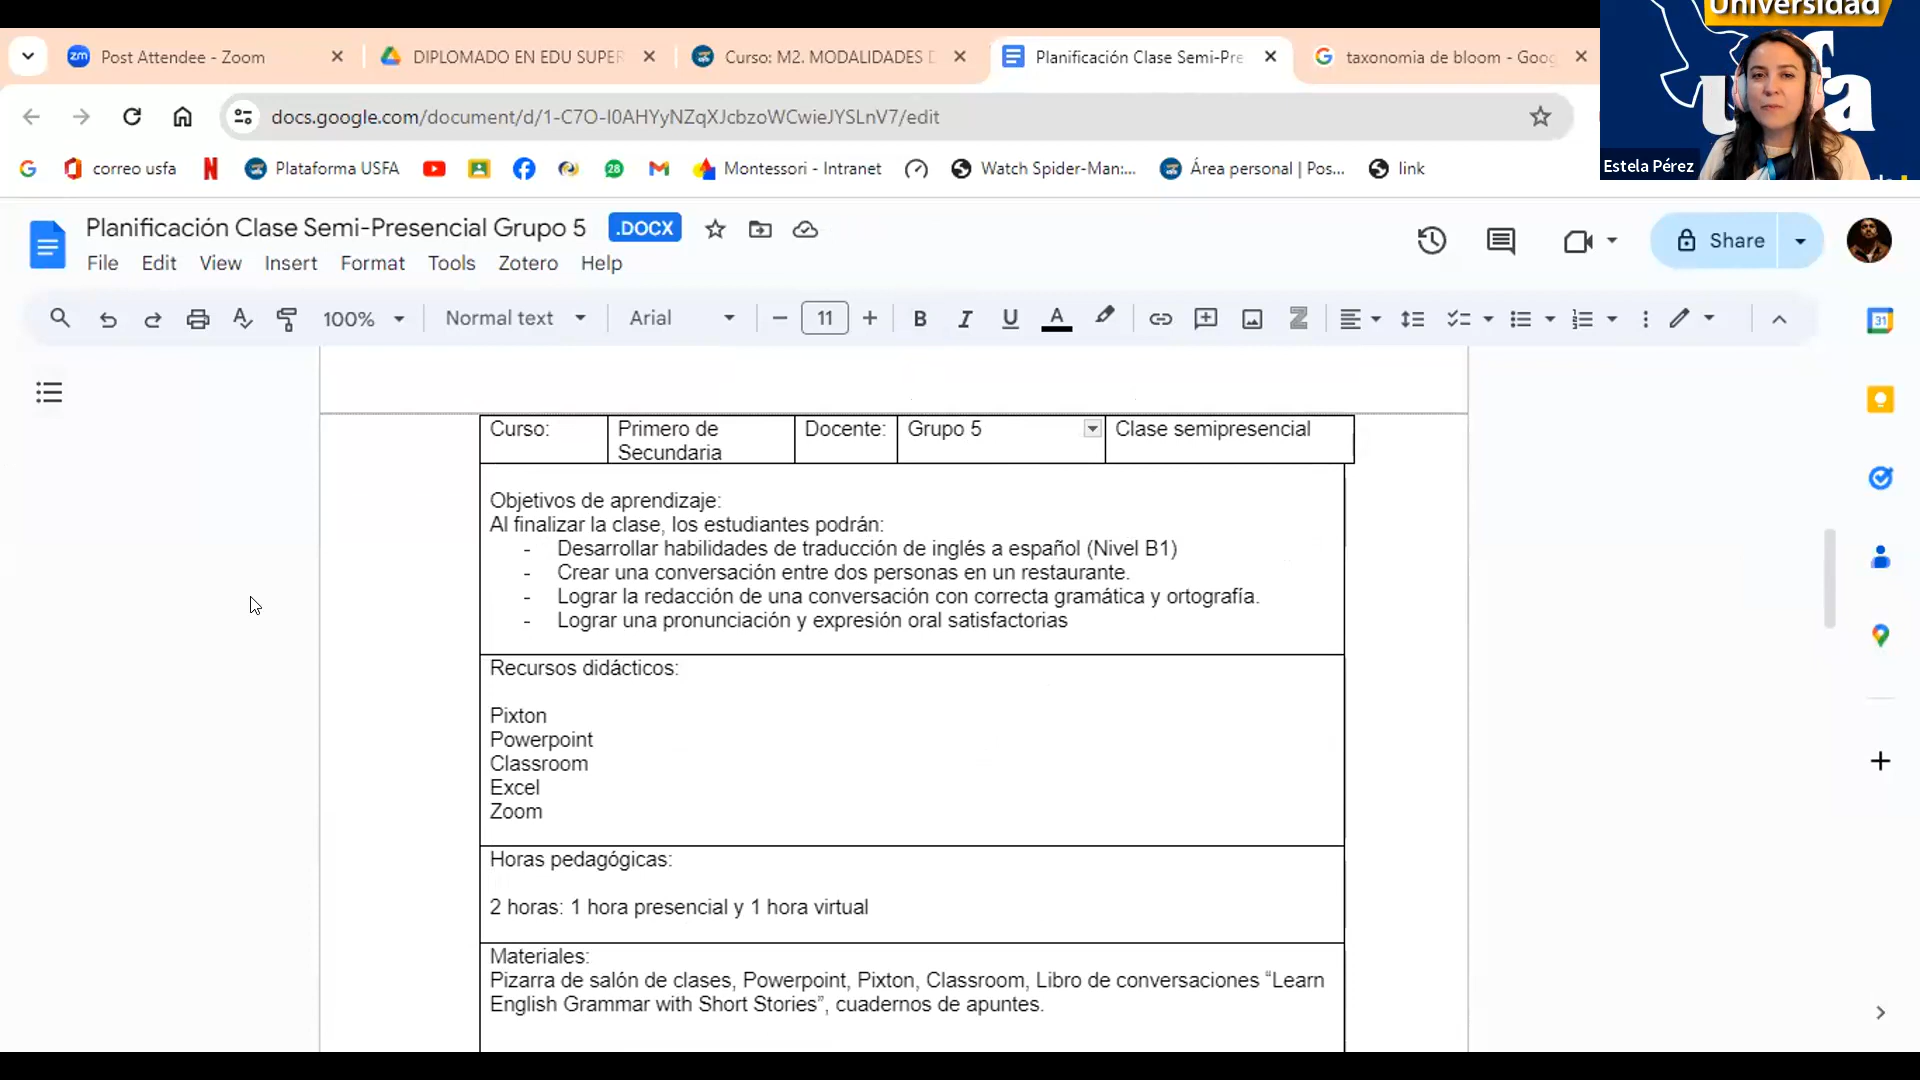 Universidad
usfa
Estela Pérez
Post Attendee - Zoom
DIPLOMADO EN EDU SUPER
Curso: M2. MODALIDADES D
Planificación Clase Semi-Pre
taxonomia de bloom - Goog
docs.google.com/document/d/1-C7O-I0AHYyNZqXJcbzoWCwieJYSLnV7/edit
correo usfa
Plataforma USFA
28
Montessori - Intranet
Watch Spider-Man:...
Área personal | Pos...
link
Planificación Clase Semi-Presencial Grupo 5
.DOCX
Share
File Edit View Insert Format Tools Zotero Help
100% Normal text Arial 11 B I U A
31
Curso: Primero de Secundaria Docente: Grupo 5 Clase semipresencial
Objetivos de aprendizaje:
Al finalizar la clase, los estudiantes podrán:
- Desarrollar habilidades de traducción de inglés a español (Nivel B1)
- Crear una conversación entre dos personas en un restaurante.
- Lograr la redacción de una conversación con correcta gramática y ortografía.
- Lograr una pronunciación y expresión oral satisfactorias
Recursos didácticos:
Pixton
Powerpoint
Classroom
Excel
Zoom
Horas pedagógicas:
2 horas: 1 hora presencial y 1 hora virtual
Materiales:
Pizarra de salón de clases, Powerpoint, Pixton, Classroom, Libro de conversaciones “Learn
English Grammar with Short Stories”, cuadernos de apuntes.